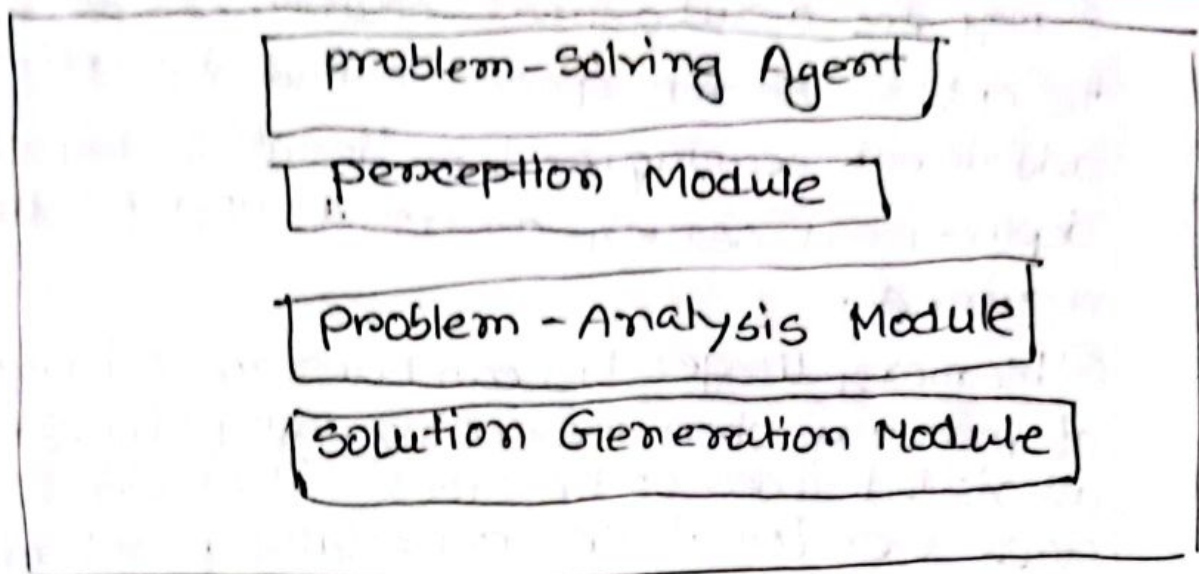 problem-solving Agent
perception Module
problem - Analysis Module
solution Generation Module